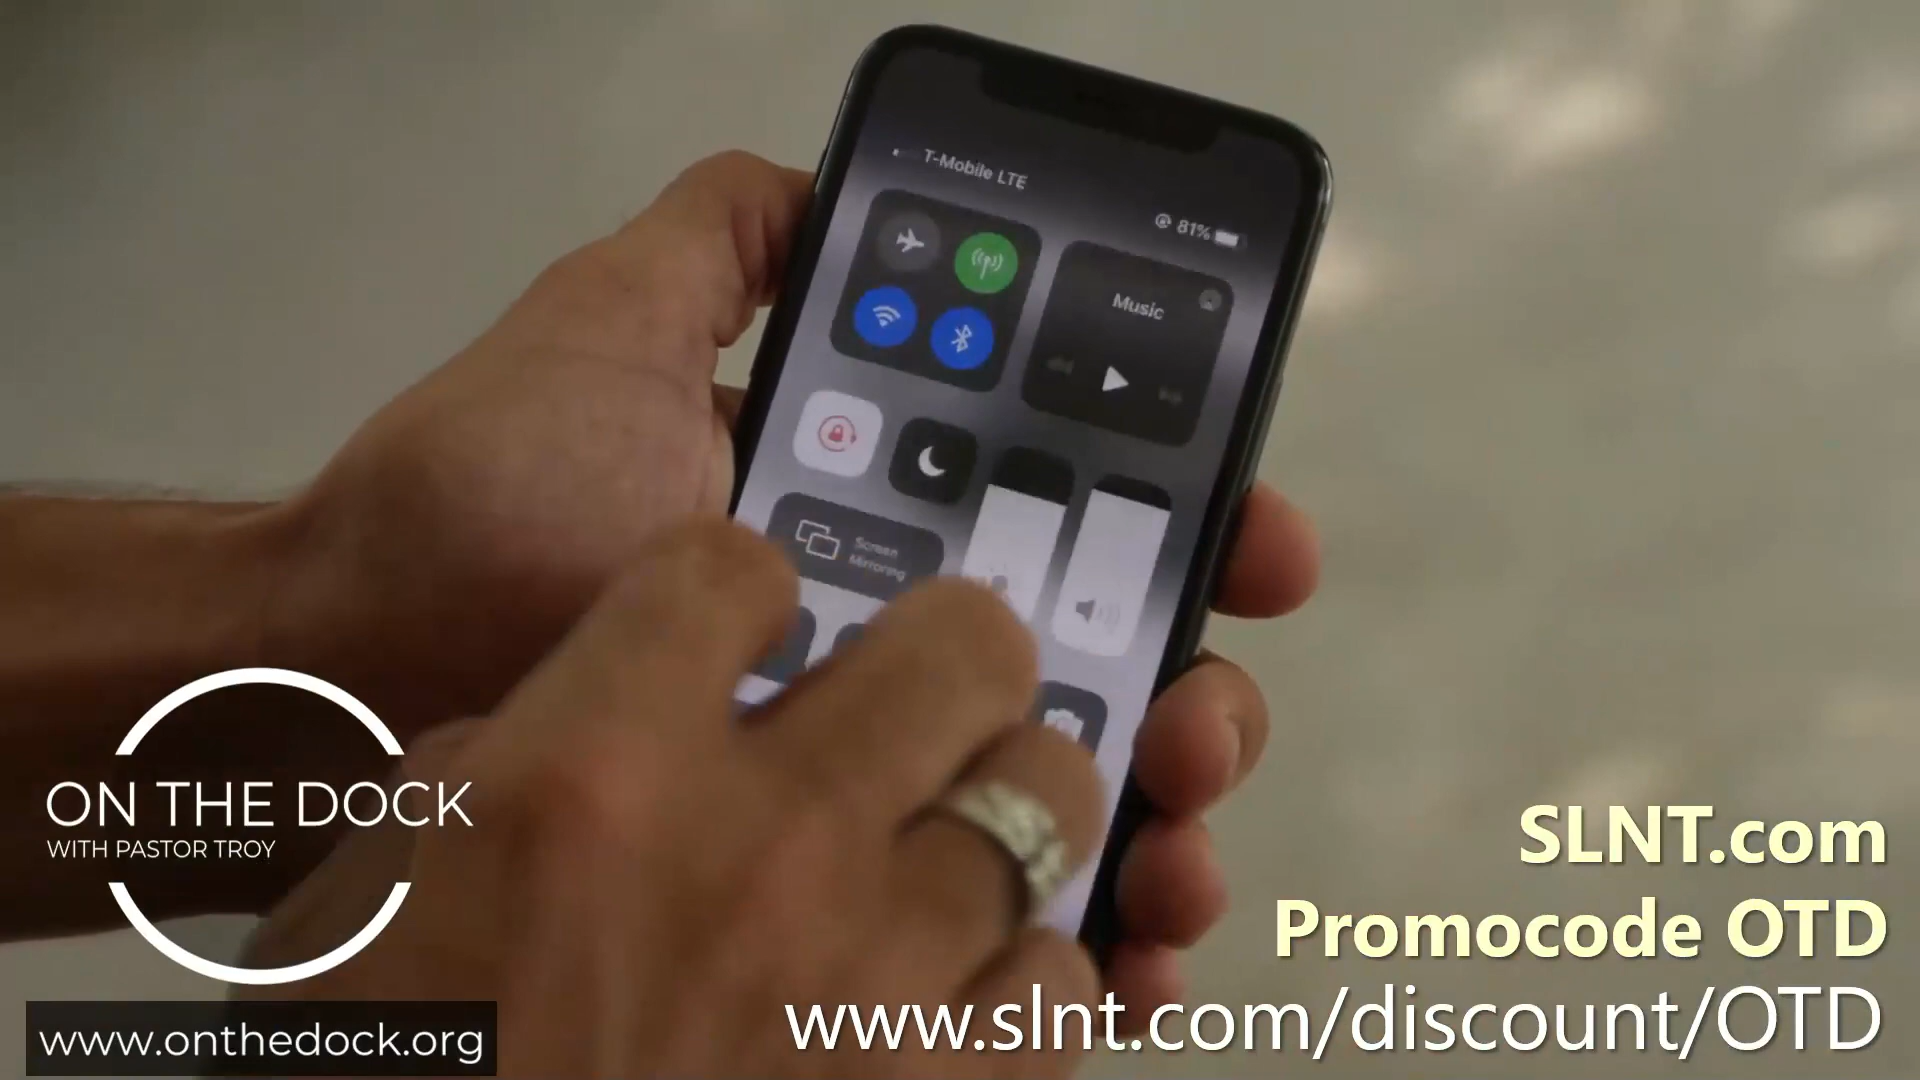 T-Mobile LTE
81%
Music
Screen
Mirroring
ON THE DOCK
WITH PASTOR TROY
www.onthedock.org
SLNT.com
Promocode OTD
www.slnt.com/discount/OTD